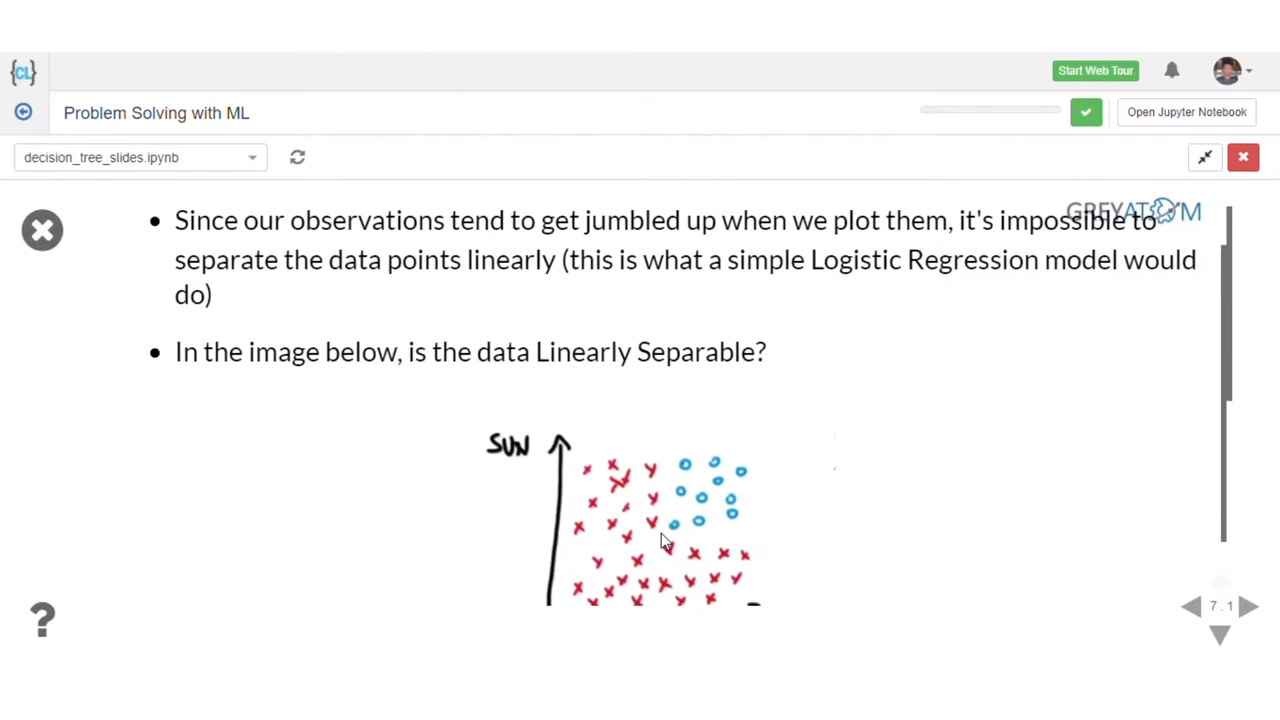 {CL}
Start Web Tour
Problem Solving with ML
Open Jupyter Notebook
decision_tree_slides.ipynb
GREYATOM
Since our observations tend to get jumbled up when we plot them, it's impossible to
separate the data points linearly (this is what a simple Logistic Regression model would
do)
In the image below, is the data Linearly Separable?
SUN
?
7.1